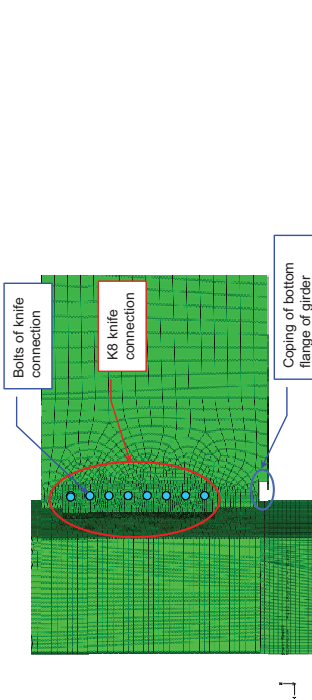 Bolts of knife
connection
K8 knife
connection
Coping of bottom
flange of girder